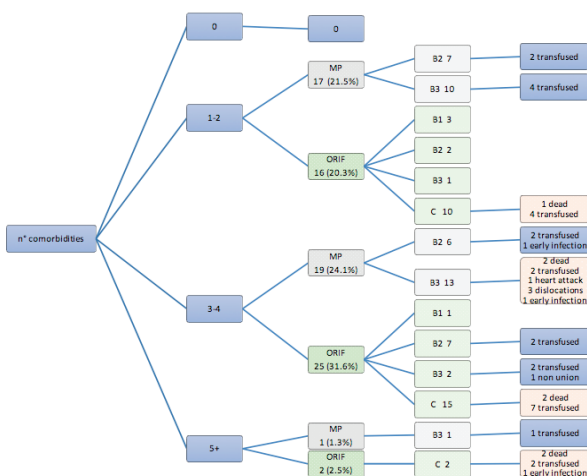 0
0
MP
17 (21.5%)
B2 7
2 transfused
B3 10
4 transfused
1-2
ORIF
16 (20.3%)
B1 3
B2 2
B3 1
C 10
1 dead
4 transfused
n° comorbidities
MP
19 (24.1%)
B2 6
2 transfused
1 early infection
B3 13
2 dead
2 transfused
1 heart attack
3 dislocations
1 early infection
3-4
ORIF
25 (31.6%)
B1 1
B2 7
2 transfused
B3 2
2 transfused
1 non union
C 15
2 dead
7 transfused
5+
MP
1 (1.3%)
B3 1
1 transfused
ORIF
2 (2.5%)
C 2
2 dead
2 transfused
1 early infection